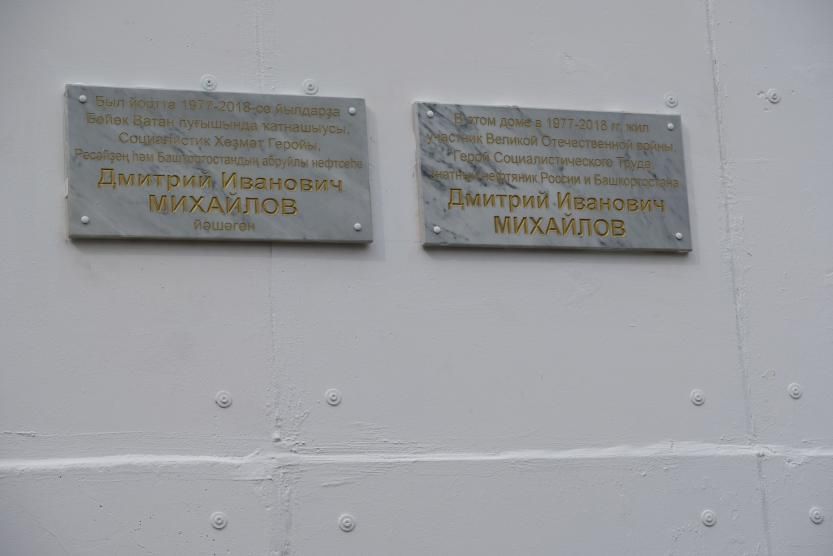 Был йортта 1977-2018-се йылдарҙа
Бөйөк Ватан һуғышында ҡатнашыусы,
Социалистик Хеҙмәт Геройы,
Рәсәйҙең һәм Башҡортостандың абруйлы нефтсеһе
Дмитрий Иванович
МИХАЙЛОВ
йәшәгән
В этом доме в 1977-2018 гг. жил
участник Великой Отечественной войны,
Герой Социалистического Труда,
знатный нефтяник России и Башкортостана
Дмитрий Иванович
МИХАЙЛОВ